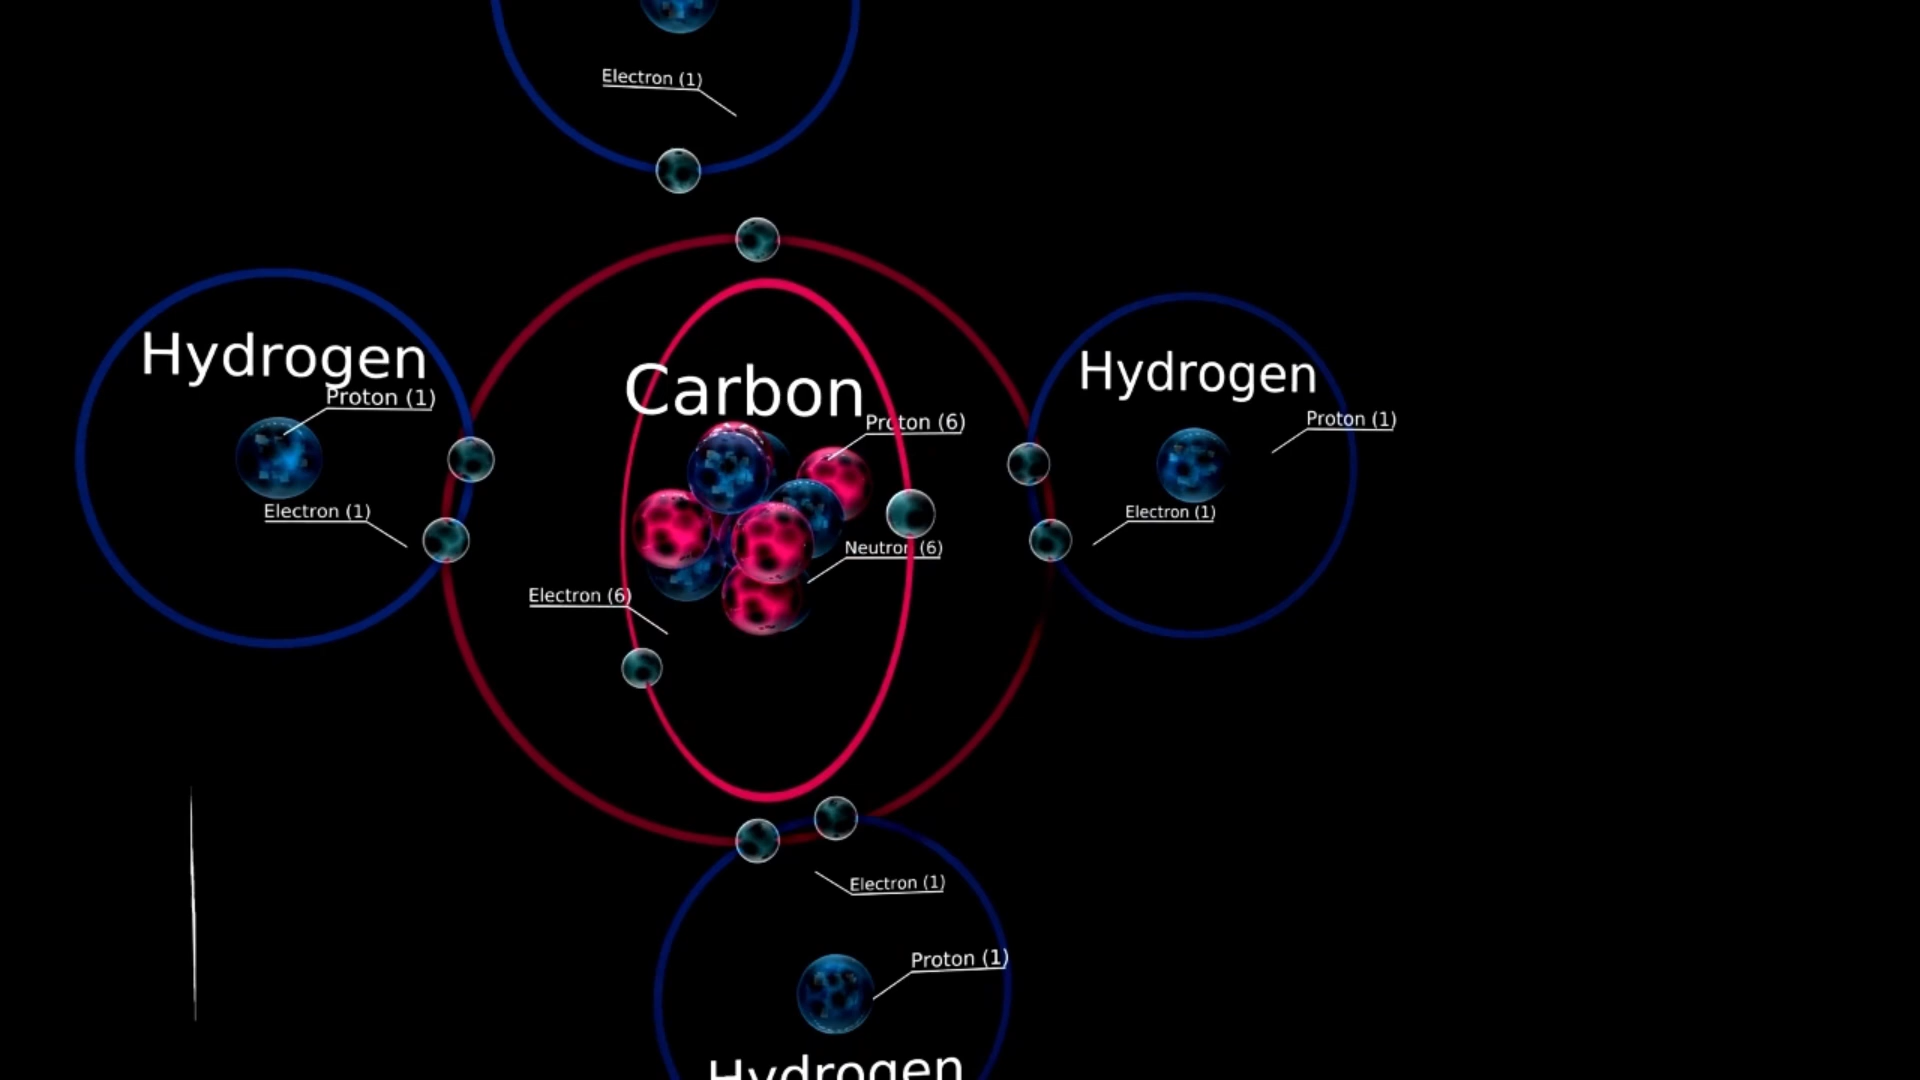 Electron (1)
Hydrogen
Proton (1)
Electron (1)
Carbon
Proton (6)
Neutron (6)
Electron (6)
Hydrogen
Proton (1)
Electron (1)
Electron (1)
Proton (1)
Hydrogen